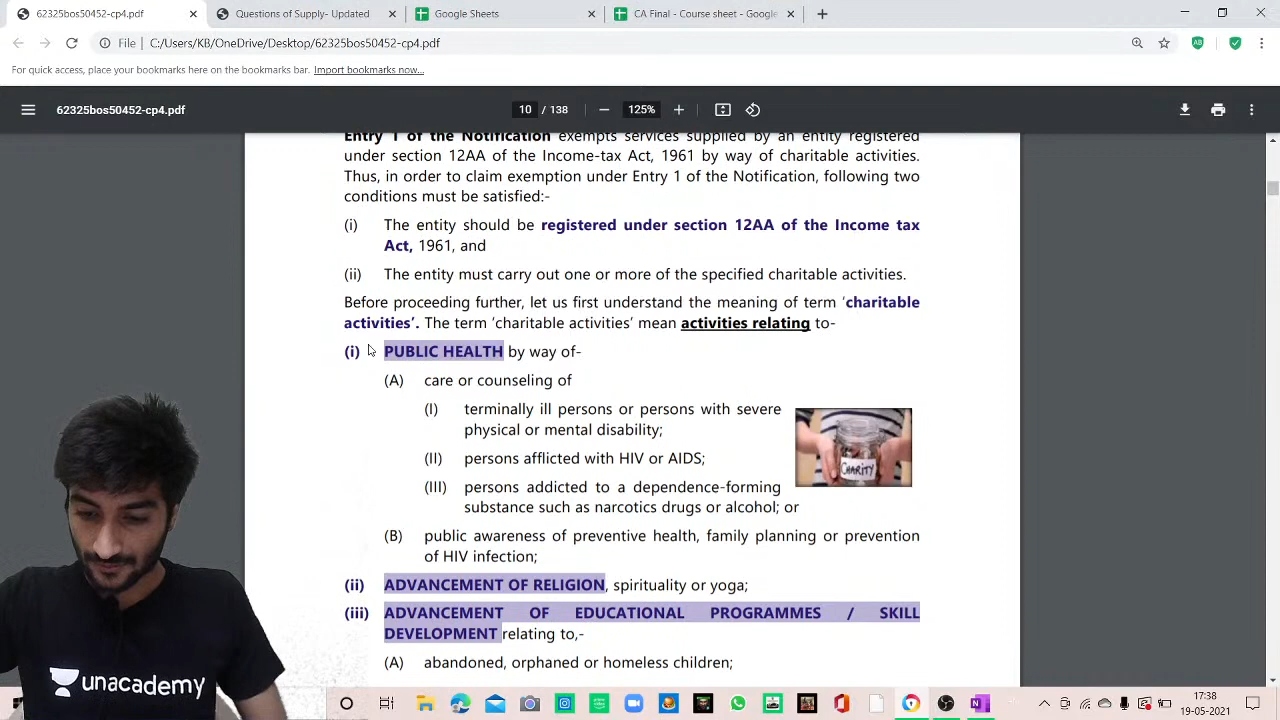 62325bos50452-cp4.pdf
Questions of Supply- Updated
Google Sheets
CA Final - Course sheet - Google
File | C:/Users/KB/OneDrive/Desktop/62325bos50452-cp4.pdf
For quick access, place your bookmarks here on the bookmarks bar. Import bookmarks now...
62325bos50452-cp4.pdf
10 / 138
125%
Entry 1 of the Notification exempts services supplied by an entity registered
under section 12AA of the Income-tax Act, 1961 by way of charitable activities.
Thus, in order to claim exemption under Entry 1 of the Notification, following two
conditions must be satisfied:-
(i) The entity should be registered under section 12AA of the Income tax
Act, 1961, and
(ii) The entity must carry out one or more of the specified charitable activities.
Before proceeding further, let us first understand the meaning of term ‘charitable
activities’. The term ‘charitable activities’ mean activities relating to-
(i) PUBLIC HEALTH by way of-
(A) care or counseling of
(I) terminally ill persons or persons with severe
physical or mental disability;
(II) persons afflicted with HIV or AIDS;
(III) persons addicted to a dependence-forming
substance such as narcotics drugs or alcohol; or
CHARITY
(B) public awareness of preventive health, family planning or prevention
of HIV infection;
(ii) ADVANCEMENT OF RELIGION, spirituality or yoga;
(iii) ADVANCEMENT OF EDUCATIONAL PROGRAMMES / SKILL
DEVELOPMENT relating to,-
(A) abandoned, orphaned or homeless children;
unacademy
17:38
19-05-2021